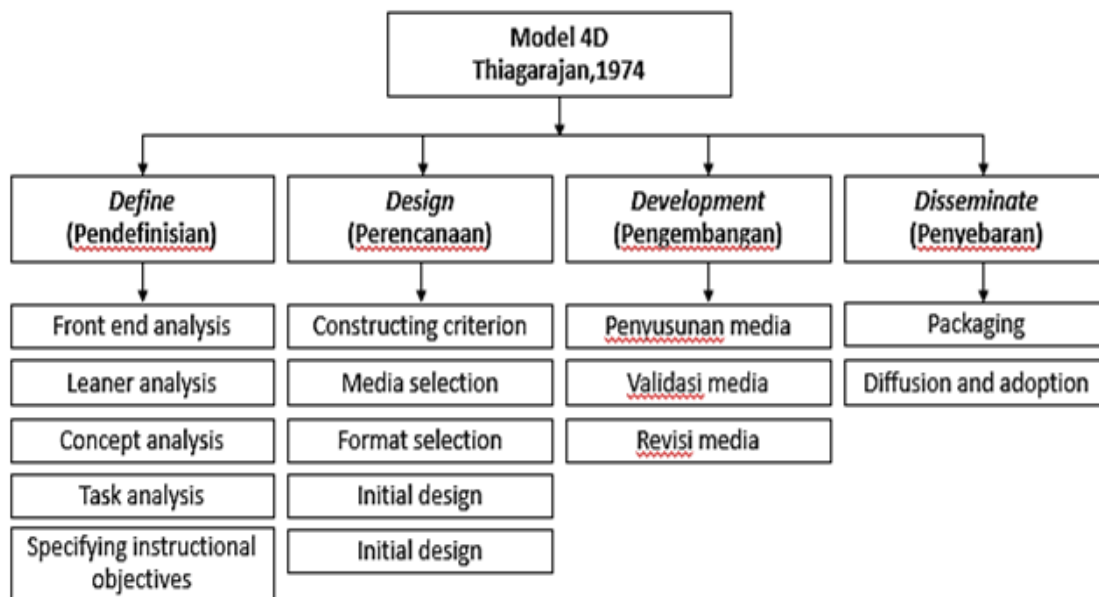 Model 4D
Thiagarajan,1974
Define
(Pendefinisian)
Front end analysis
Leaner analysis
Concept analysis
Task analysis
Specifying instructional
objectives
Design
(Perencanaan)
Constructing criterion
Media selection
Format selection
Initial design
Initial design
Development
(Pengembangan)
Penyusunan media
Validasi media
Revisi media
Disseminate
(Penyebaran)
Packaging
Diffusion and adoption